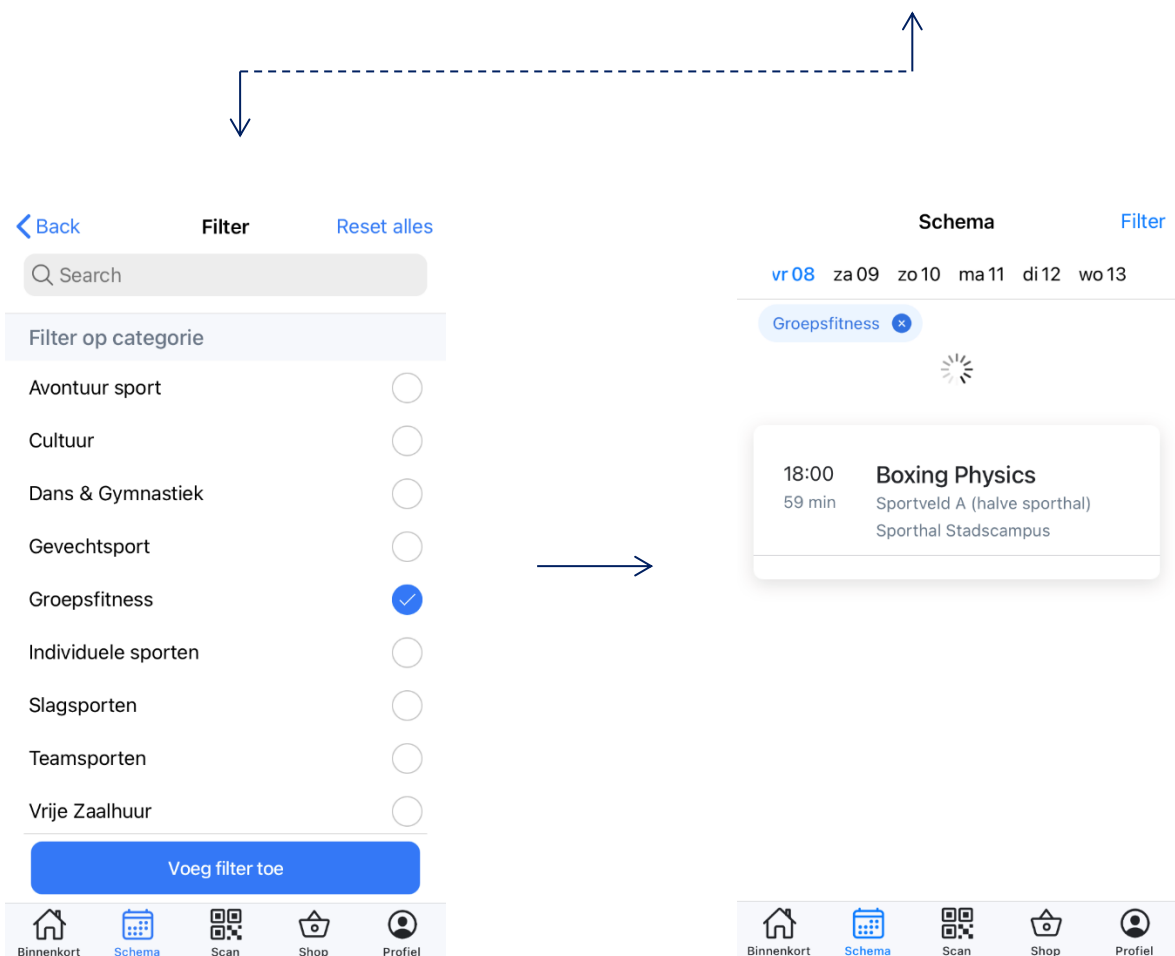 Back Filter Reset alles
Search
Filter op categorie
Avontuur sport
Cultuur
Dans & Gymnastiek
Gevechtsport
Groepsfitness
Individuele sporten
Slagsporten
Teamsporten
Vrije Zaalhuur
Voeg filter toe
Binnenkort Schema Scan Shop Profiel
Schema Filter
vr 08 za 09 zo 10 ma 11 di 12 wo 13
Groepsfitness
18:00 Boxing Physics
59 min Sportveld A (halve sporthal)
Sporthal Stadscampus
Binnenkort Schema Scan Shop Profiel